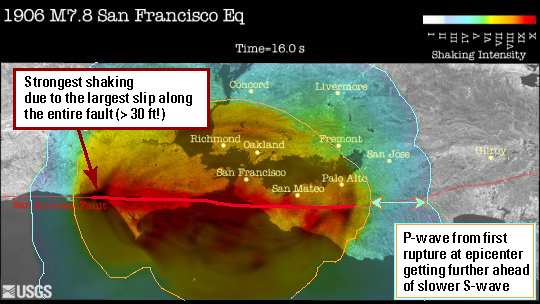 1906 M7.8 San Francisco Eq
Time=16.0 s
I II III IV V VI VII VIII IX X
Shaking Intensity
Strongest shaking
due to the largest slip along
the entire fault (> 30 ft!)
Concord
Livermore
Richmond
Oakland
Fremont
San Jose
Gilroy
San Francisco
Palo Alto
San Mateo
San Andreas Fault
P-wave from first
rupture at epicenter
getting further ahead
of slower S-wave
USGS